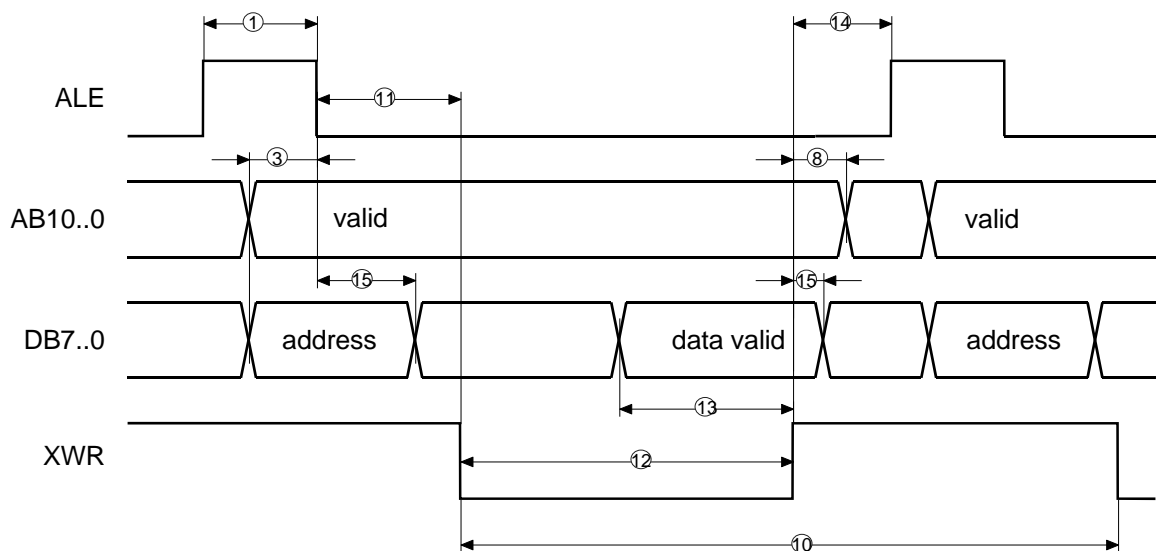 1
14
ALE
11
3
8
AB10..0
valid
valid
15
15
DB7..0
address
data valid
address
13
XWR
12
10